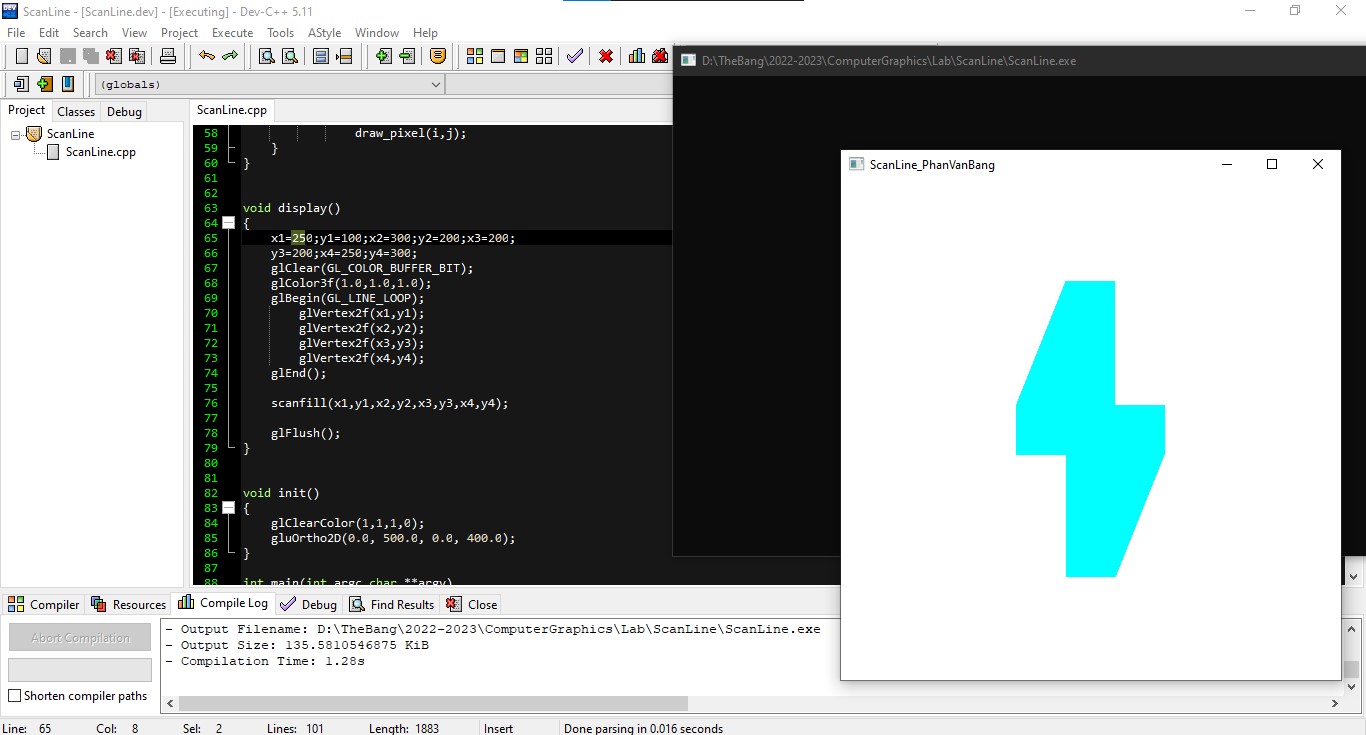 ScanLine - [ScanLine.dev] - [Executing] - Dev-C++ 5.11
File Edit Search View Project Execute Tools AStyle Window Help
D:\TheBang\2022-2023\ComputerGraphics\Lab\ScanLine\ScanLine.exe
(globals)
Project Classes Debug
ScanLine.cpp
ScanLine
ScanLine.cpp
58 draw_pixel(i,j);
59 }
60 }
61
62
63 void display()
64 {
65 x1=250;y1=100;x2=300;y2=200;x3=200;
66 y3=200;x4=250;y4=300;
67 glClear(GL_COLOR_BUFFER_BIT);
68 glColor3f(1.0,1.0,1.0);
69 glBegin(GL_LINE_LOOP);
70 glVertex2f(x1,y1);
71 glVertex2f(x2,y2);
72 glVertex2f(x3,y3);
73 glVertex2f(x4,y4);
74 glEnd();
75
76 scanfill(x1,y1,x2,y2,x3,y3,x4,y4);
77
78 glFlush();
79 }
80
81
82 void init()
83 {
84 glClearColor(1,1,1,0);
85 gluOrtho2D(0.0, 500.0, 0.0, 400.0);
86 }
87
88 int main(int argc char **argv)
ScanLine_PhanVanBang
Compiler Resources Compile Log Debug Find Results Close
Abort Compilation
Shorten compiler paths
- Output Filename: D:\TheBang\2022-2023\ComputerGraphics\Lab\ScanLine\ScanLine.exe
- Output Size: 135.5810546875 KiB
- Compilation Time: 1.28s
Line: 65 Col: 8 Sel: 2 Lines: 101 Length: 1883 Insert Done parsing in 0.016 seconds